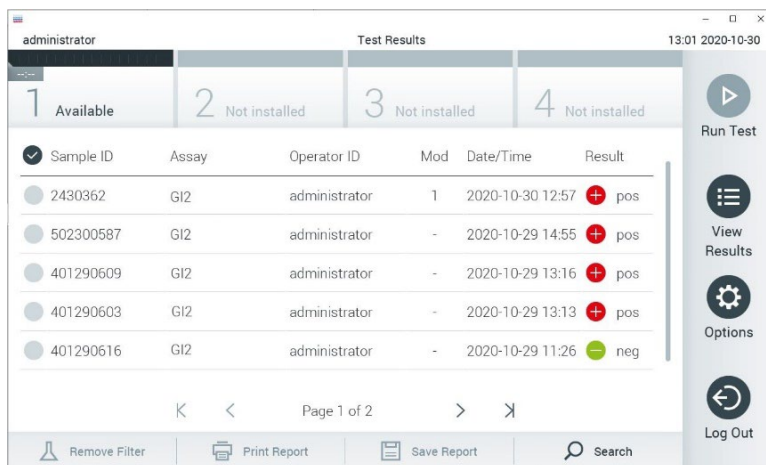 administrator Test Results 13:01 2020-10-30
--:--
1 Available 2 Not installed 3 Not installed 4 Not installed
Run Test
Sample ID Assay Operator ID Mod Date/Time Result
2430362 GI2 administrator 1 2020-10-30 12:57 pos
502300587 GI2 administrator - 2020-10-29 14:55 pos
View
Results
401290609 GI2 administrator - 2020-10-29 13:16 pos
401290603 GI2 administrator - 2020-10-29 13:13 pos
Options
401290616 GI2 administrator - 2020-10-29 11:26 neg
Page 1 of 2
Log Out
Remove Filter Print Report Save Report Search